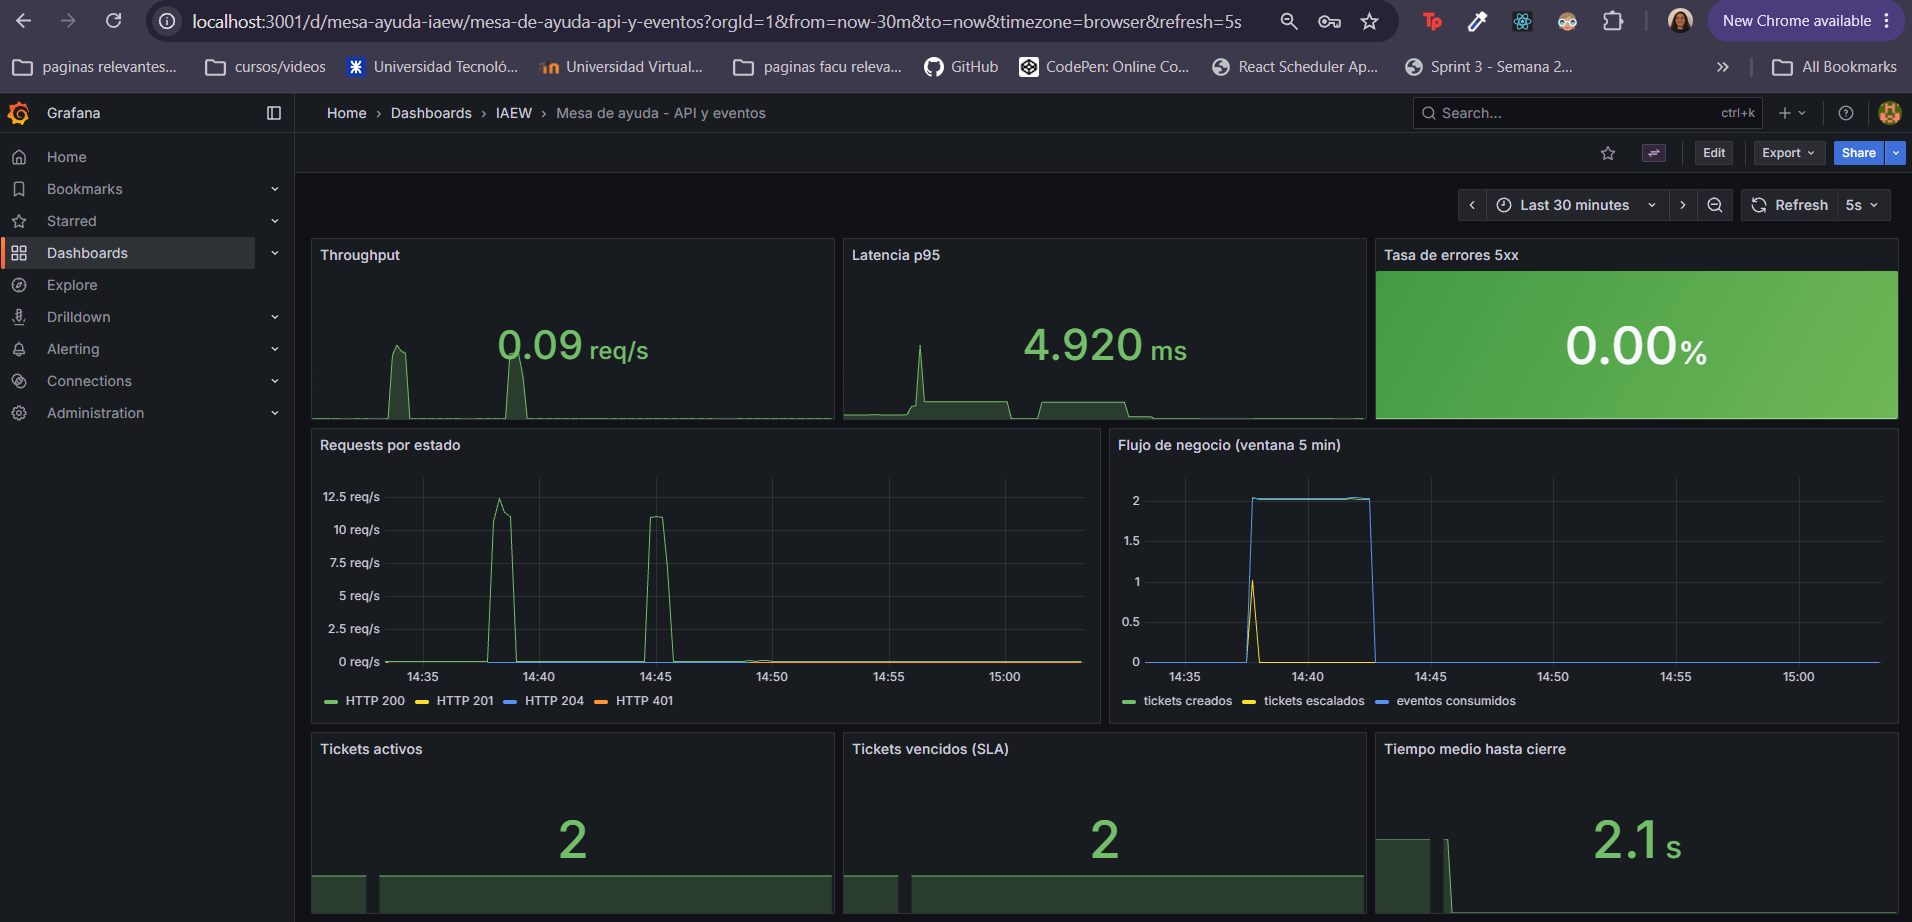 localhost:3001/d/mesa-ayuda-iaew/mesa-de-ayuda-api-y-eventos?orgId=1&from=now-30m&to=now&timezone=browser&refresh=5s
New Chrome available
paginas relevantes... cursos/videos Universidad Tecnoló... Universidad Virtual... paginas facu releva... GitHub CodePen: Online Co... React Scheduler Ap... Sprint 3 - Semana 2... » All Bookmarks
Grafana
Home › Dashboards › IAEW › Mesa de ayuda - API y eventos
Search... ctrl+k
Home
Bookmarks
Starred
Dashboards
Explore
Drilldown
Alerting
Connections
Administration
Edit Export Share
Last 30 minutes Refresh 5s
Throughput
0.09 req/s
Latencia p95
4.920 ms
Tasa de errores 5xx
0.00%
Requests por estado
12.5 req/s
10 req/s
7.5 req/s
5 req/s
2.5 req/s
0 req/s
14:35 14:40 14:45 14:50 14:55 15:00
HTTP 200 HTTP 201 HTTP 204 HTTP 401
Flujo de negocio (ventana 5 min)
2
1.5
1
0.5
0
14:35 14:40 14:45 14:50 14:55 15:00
tickets creados tickets escalados eventos consumidos
Tickets activos
2
Tickets vencidos (SLA)
2
Tiempo medio hasta cierre
2.1 s